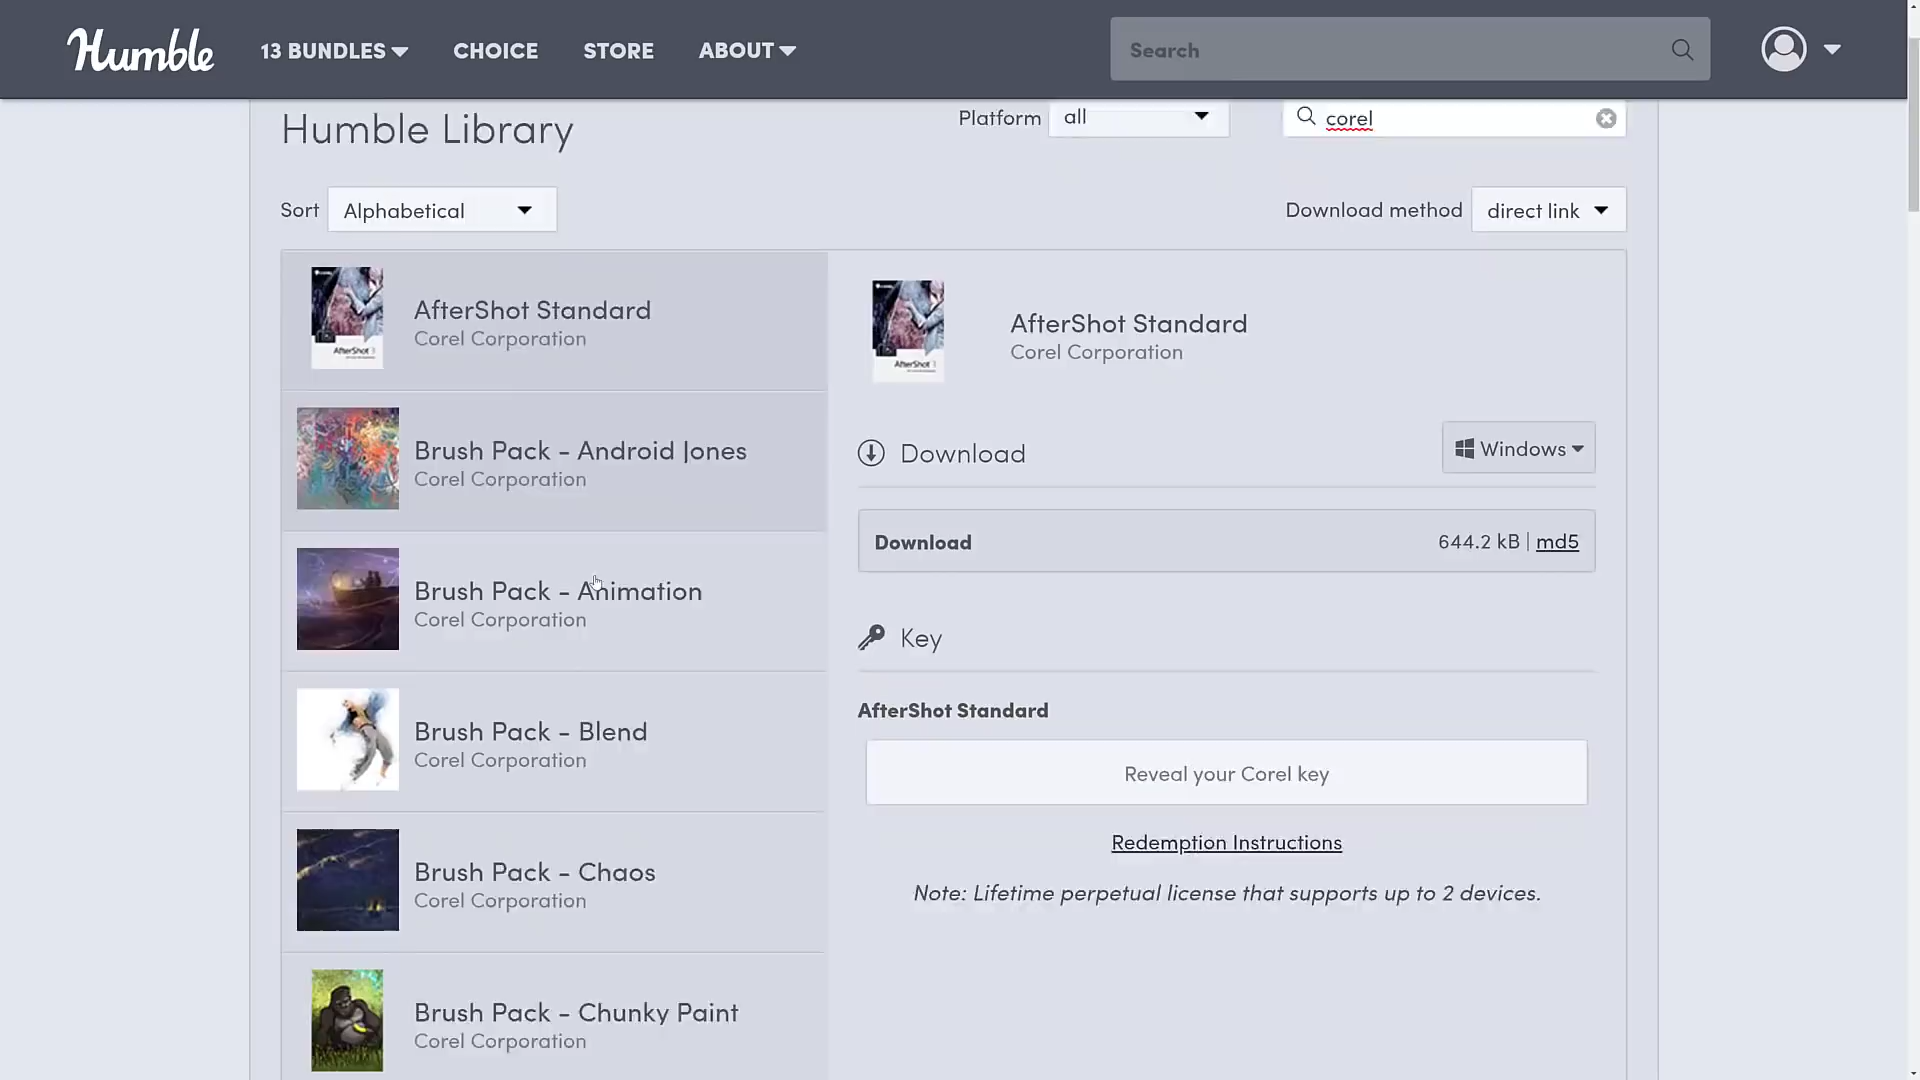 Humble
13 BUNDLES
CHOICE
STORE
ABOUT
Search
Humble Library
Platform
all
corel
Sort
Alphabetical
Download method
direct link
AfterShot Standard
Corel Corporation
Brush Pack - Android Jones
Corel Corporation
Brush Pack - Animation
Corel Corporation
Brush Pack - Blend
Corel Corporation
Brush Pack - Chaos
Corel Corporation
Brush Pack - Chunky Paint
Corel Corporation
AfterShot 3
AfterShot Standard
Corel Corporation
AfterShot 3
Download
Windows
Download
644.2 kB | md5
Key
AfterShot Standard
Reveal your Corel key
Redemption Instructions
Note: Lifetime perpetual license that supports up to 2 devices.